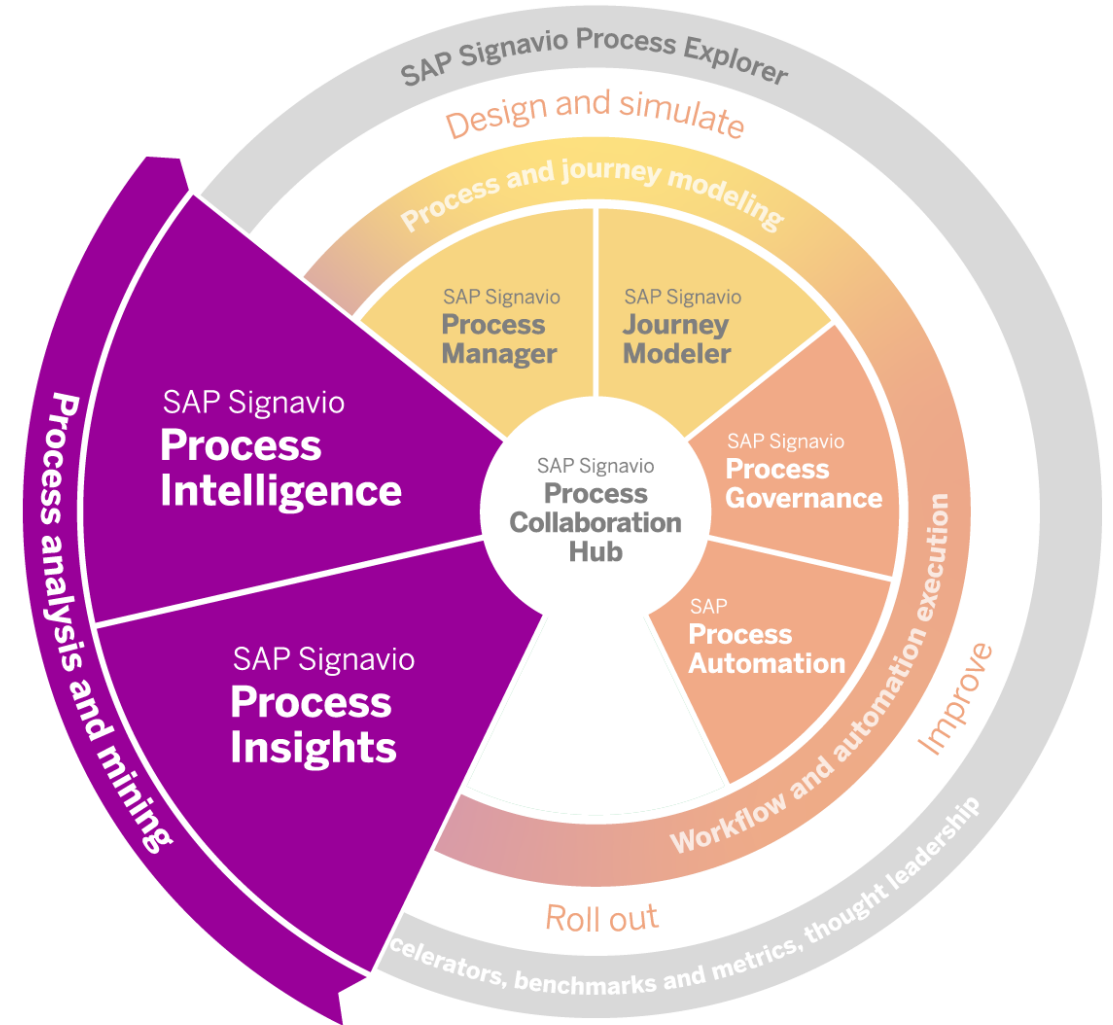 SAP Signavio Process Explorer
Design and simulate
Process and journey modeling
SAP Signavio
Process
Manager
SAP Signavio
Journey
Modeler
SAP Signavio
Process
Intelligence
SAP Signavio
Process
Collaboration
Hub
SAP Signavio
Process
Governance
SAP
Process
Automation
SAP Signavio
Process
Insights
Process analysis and mining
Workflow and automation execution
Improve
Roll out
celerators, benchmarks and metrics, thought leadership